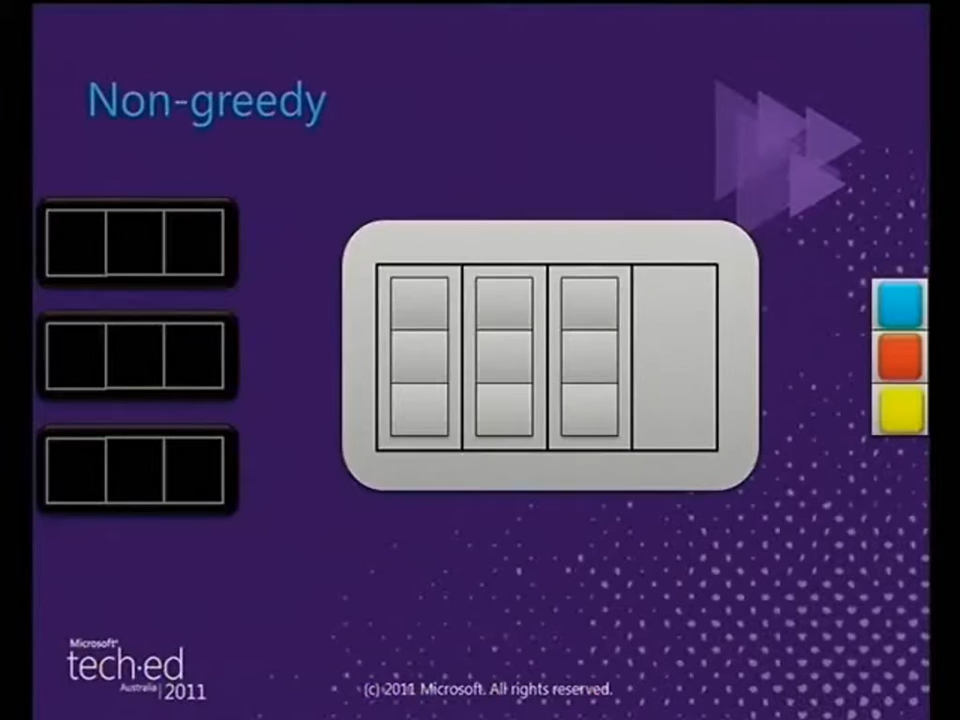 Non-greedy
Microsoft®
tech·ed
Australia | 2011
(c) 2011 Microsoft. All rights reserved.